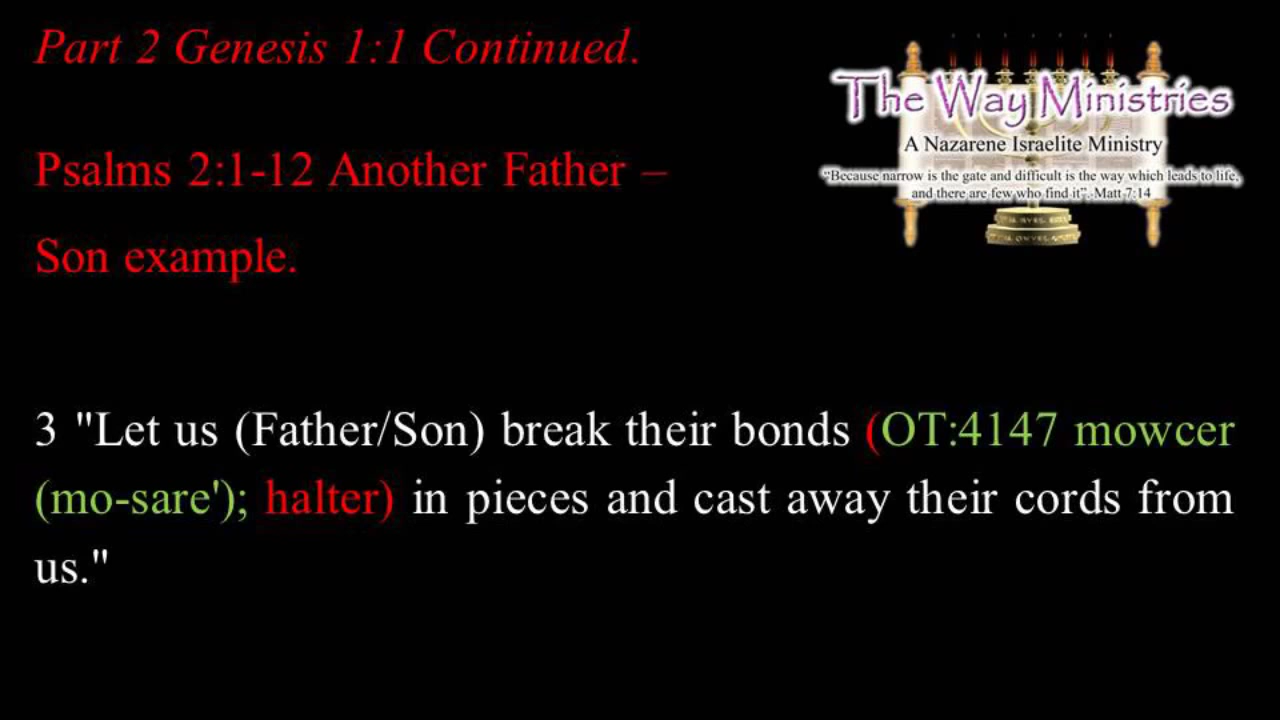 Part 2 Genesis 1:1 Continued.
The Way Ministries
A Nazarene Israelite Ministry
"Because narrow is the gate and difficult is the way which leads to life,
and there are few who find it". Matt 7:14
Psalms 2:1-12 Another Father –
Son example.
3 "Let us (Father/Son) break their bonds (OT:4147 mowcer
(mo-sare'); halter) in pieces and cast away their cords from
us."